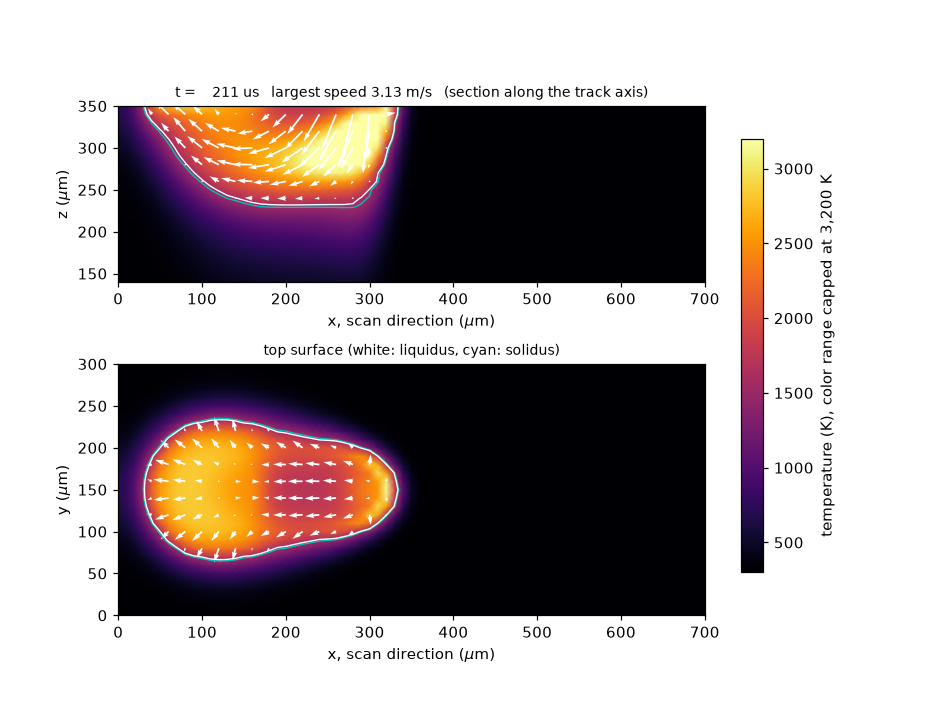 t =    211 us   largest speed 3.13 m/s   (section along the track axis)
350
300
250
200
150
z (μm)
0 100 200 300 400 500 600 700
x, scan direction (μm)
top surface (white: liquidus, cyan: solidus)
300
250
200
150
100
50
0
y (μm)
0 100 200 300 400 500 600 700
x, scan direction (μm)
3000
2500
2000
1500
1000
500
temperature (K), color range capped at 3,200 K